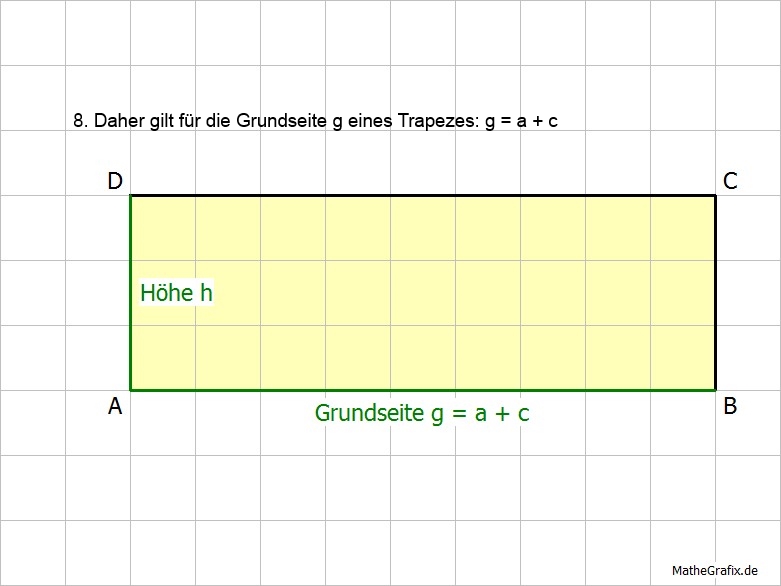 8. Daher gilt für die Grundseite g eines Trapezes: g = a + c
D
C
Höhe h
A
B
Grundseite g = a + c
MatheGrafix.de